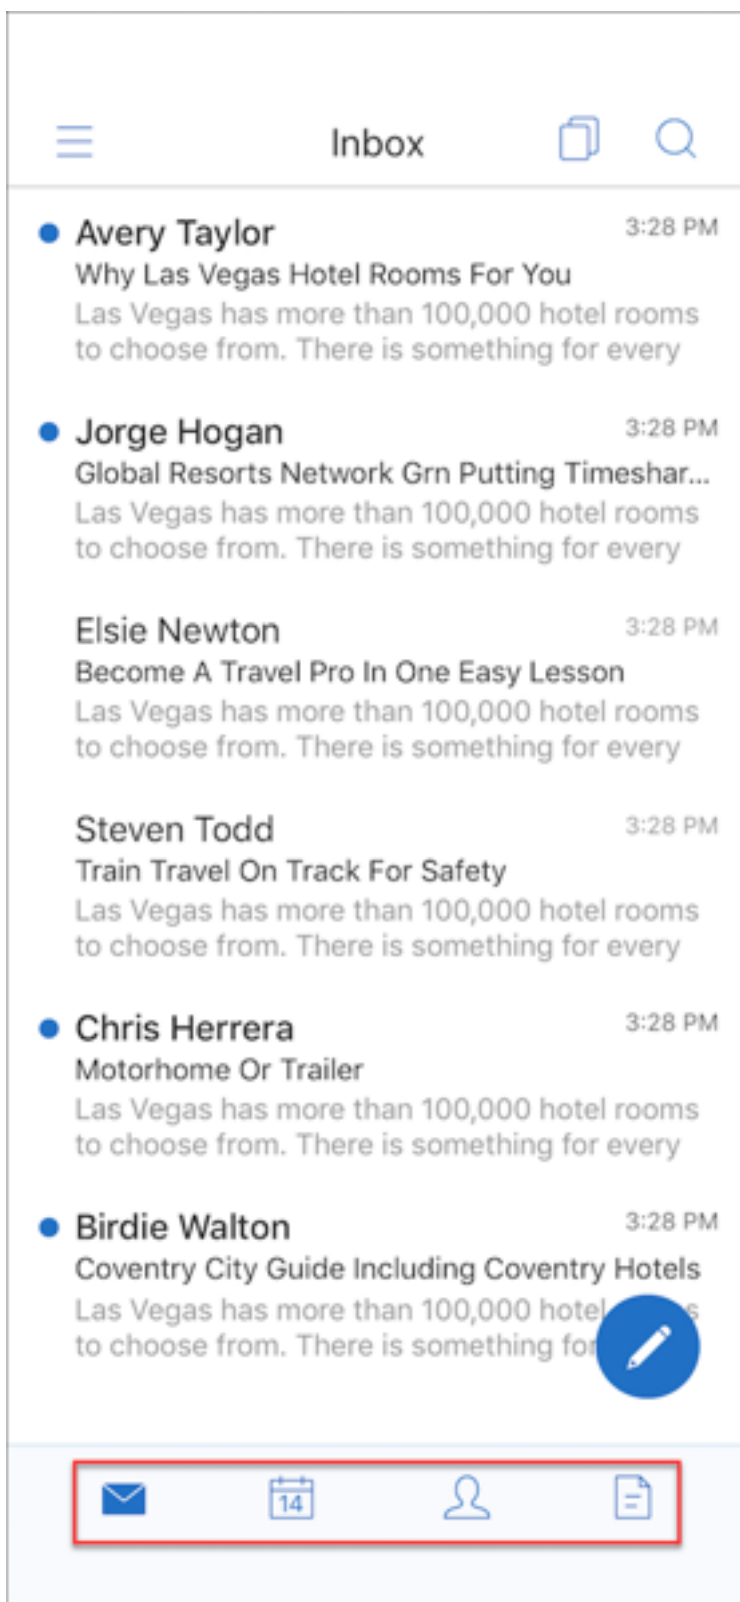 Inbox
Avery Taylor 3:28 PM
Why Las Vegas Hotel Rooms For You
Las Vegas has more than 100,000 hotel rooms
to choose from. There is something for every
Jorge Hogan 3:28 PM
Global Resorts Network Grn Putting Timeshar...
Las Vegas has more than 100,000 hotel rooms
to choose from. There is something for every
Elsie Newton 3:28 PM
Become A Travel Pro In One Easy Lesson
Las Vegas has more than 100,000 hotel rooms
to choose from. There is something for every
Steven Todd 3:28 PM
Train Travel On Track For Safety
Las Vegas has more than 100,000 hotel rooms
to choose from. There is something for every
Chris Herrera 3:28 PM
Motorhome Or Trailer
Las Vegas has more than 100,000 hotel rooms
to choose from. There is something for every
Birdie Walton 3:28 PM
Coventry City Guide Including Coventry Hotels
Las Vegas has more than 100,000 hotel
to choose from. There is something for
14